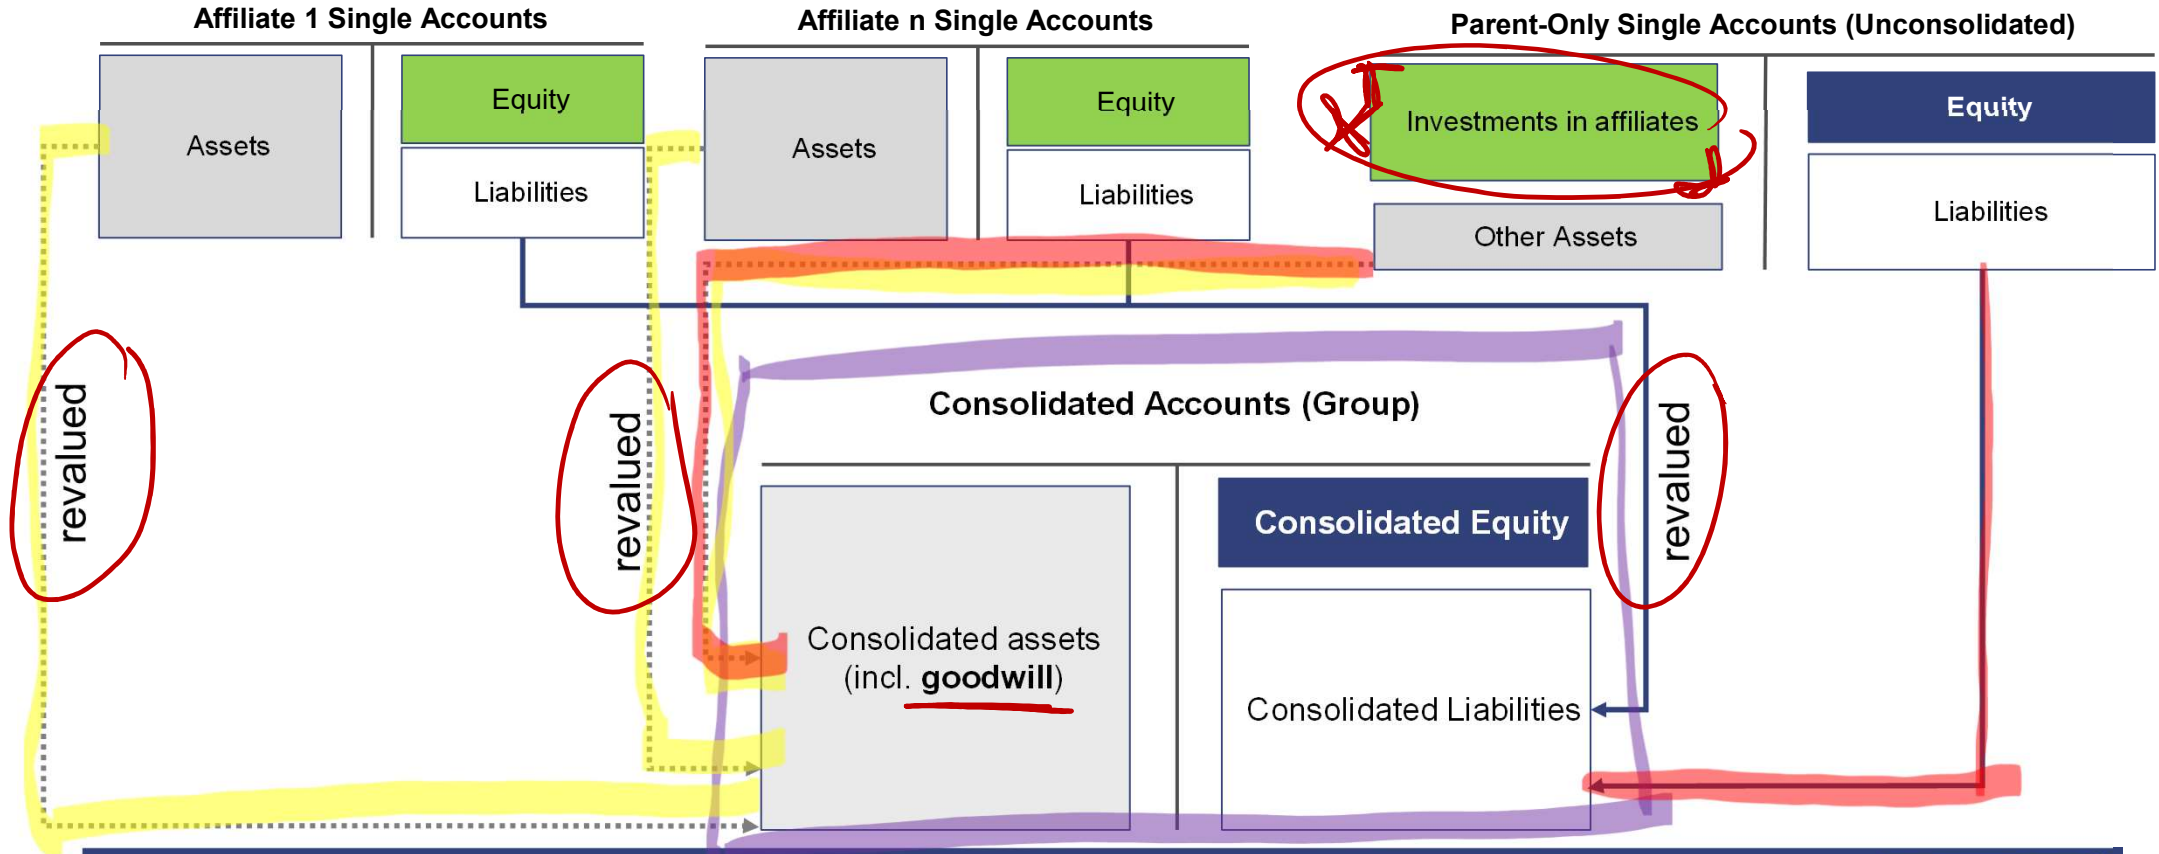 Affiliate 1 Single Accounts
Affiliate n Single Accounts
Parent-Only Single Accounts (Unconsolidated)
Assets
Equity
Liabilities
Assets
Equity
Liabilities
Investments in affiliates
Other Assets
Equity
Liabilities
revalued
revalued
revalued
Consolidated Accounts (Group)
Consolidated assets
(incl. goodwill)
Consolidated Equity
Consolidated Liabilities